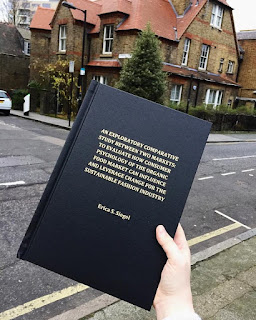 AN EXPLORATORY COMPARATIVE
STUDY BETWEEN TWO MARKETS:
TO EVALUATE HOW CONSUMER
PSYCHOLOGY OF THE ORGANIC
FOOD MARKET CAN INFLUENCE
AND LEVERAGE CHANGE FOR THE
SUSTAINABLE FASHION INDUSTRY
Erica S. Siegel